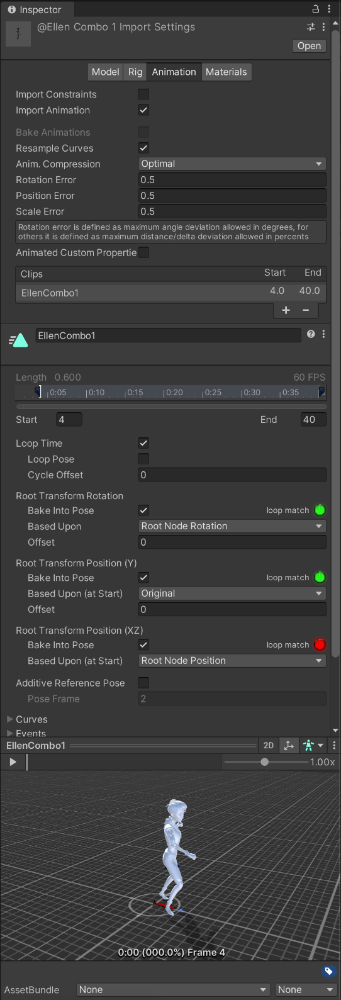 Inspector
@Ellen Combo 1 Import Settings
Open
Model Rig Animation Materials
Import Constraints
Import Animation
Bake Animations
Resample Curves
Anim. Compression Optimal
Rotation Error 0.5
Position Error 0.5
Scale Error 0.5
Rotation error is defined as maximum angle deviation allowed in degrees, for
others it is defined as maximum distance/delta deviation allowed in percents
Animated Custom Propertie
Clips Start End
EllenCombo1 4.0 40.0
+ −
EllenCombo1
Length 0.600 60 FPS
0:05 0:10 0:15 0:20 0:25 0:30 0:35
Start 4 End 40
Loop Time
Loop Pose
Cycle Offset 0
Root Transform Rotation
Bake Into Pose loop match
Based Upon Root Node Rotation
Offset 0
Root Transform Position (Y)
Bake Into Pose loop match
Based Upon (at Start) Original
Offset 0
Root Transform Position (XZ)
Bake Into Pose loop match
Based Upon (at Start) Root Node Position
Additive Reference Pose
Pose Frame 2
Curves
Events
EllenCombo1 2D
1.00x
0:00 (000.0%) Frame 4
AssetBundle None None